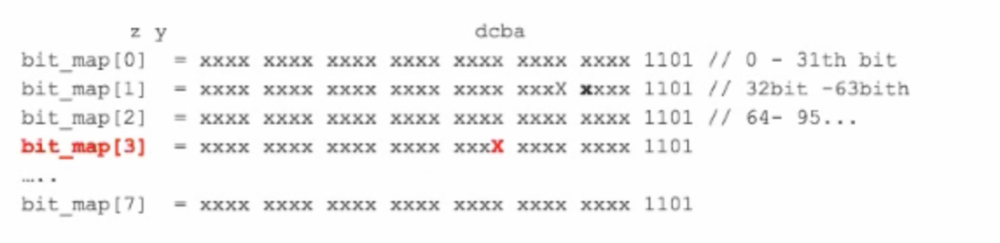 z y dcba
bit_map[0] = xxxx xxxx xxxx xxxx xxxx xxxx xxxx 1101 // 0 - 31th bit
bit_map[1] = xxxx xxxx xxxx xxxx xxxx xxxX xxxx 1101 // 32bit -63bith
bit_map[2] = xxxx xxxx xxxx xxxx xxxx xxxx xxxx 1101 // 64- 95...
bit_map[3] = xxxx xxxx xxxx xxxx xxxX xxxx xxxx 1101
…..
bit_map[7] = xxxx xxxx xxxx xxxx xxxx xxxx xxxx 1101